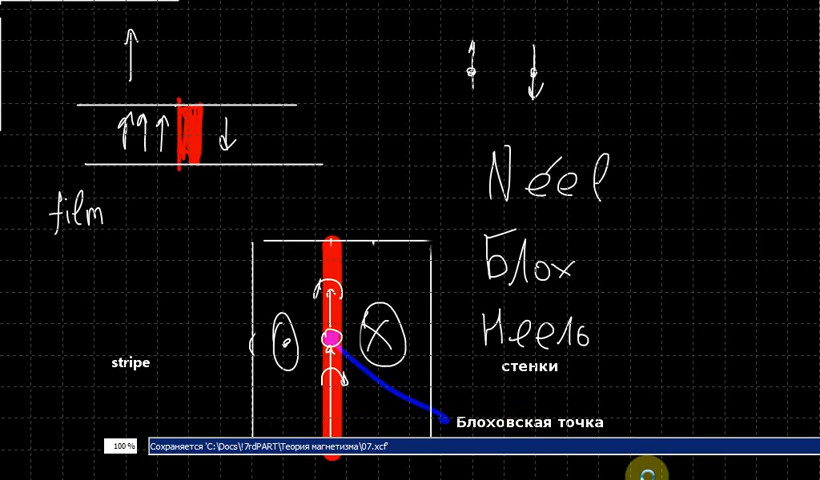 Néel
film
Блох
Неель
stripe
стенки
Блоховская точка
100 %
Сохраняется 'C:\Docs\!7rdPART\Теория магнетизма\07.xcf'